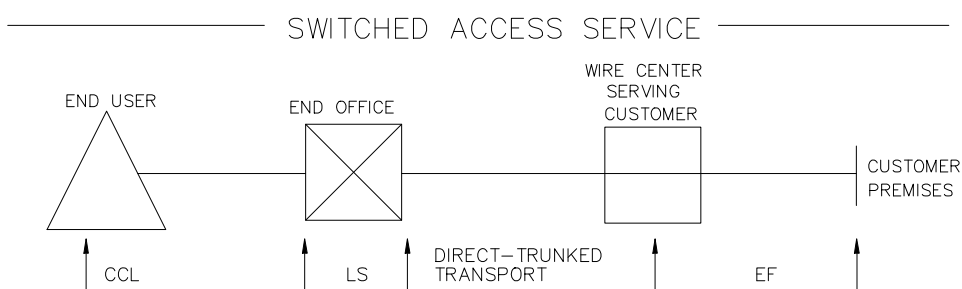 SWITCHED ACCESS SERVICE
WIRE CENTER
SERVING
CUSTOMER
END USER
END OFFICE
CUSTOMER
PREMISES
CCL
LS
DIRECT-TRUNKED
TRANSPORT
EF